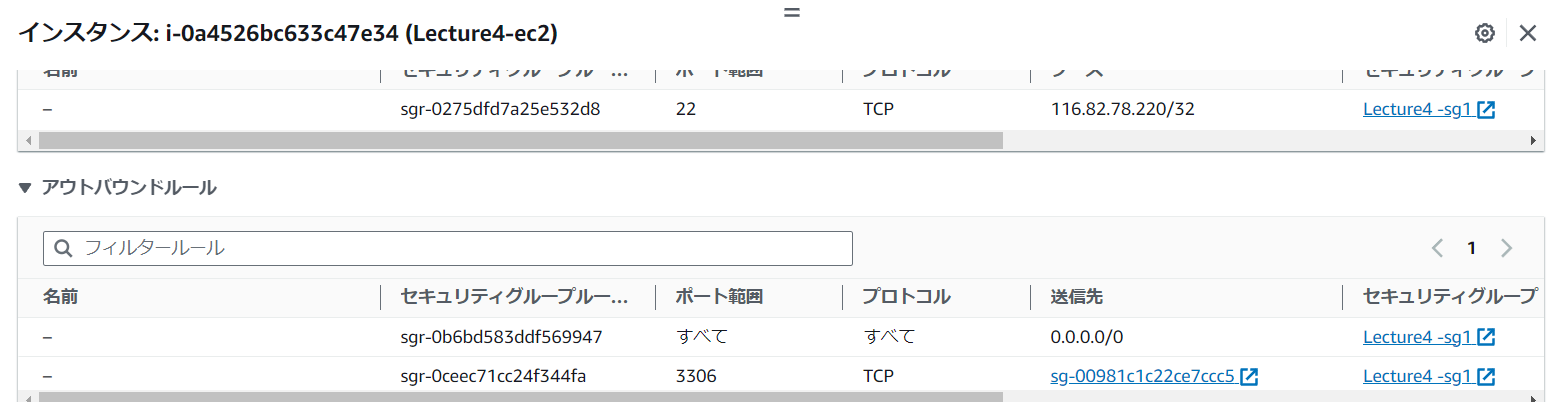 インスタンス: i-0a4526bc633c47e34 (Lecture4-ec2)
名前 セキュリティグループルー... ポート範囲 プロトコル ソース セキュリティグループ
– sgr-0275dfd7a25e532d8 22 TCP 116.82.78.220/32 Lecture4 -sg1
アウトバウンドルール
フィルタールール 1
名前 セキュリティグループルー... ポート範囲 プロトコル 送信先 セキュリティグループ
– sgr-0b6bd583ddf569947 すべて すべて 0.0.0.0/0 Lecture4 -sg1
– sgr-0ceec71cc24f344fa 3306 TCP sg-00981c1c22ce7ccc5 Lecture4 -sg1